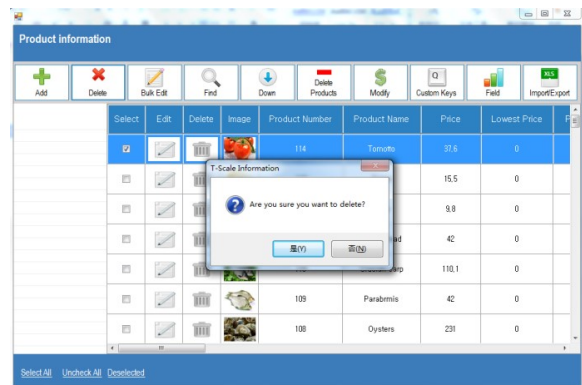 Product information
Add Delete Bulk Edit Find Down Delete Products Modify Custom Keys Field Import/Export
Q
XLS
Select Edit Delete Image Product Number Product Name Price Lowest Price
114 Tomotto 37.6 0
T-Scale Information
15.5 0
Are you sure you want to delete?
9.8 0
是(Y) 否(N)
42 0
110.1 0
109 Parabrmis 42 0
108 Oysters 231 0
Select All Uncheck All Deselected